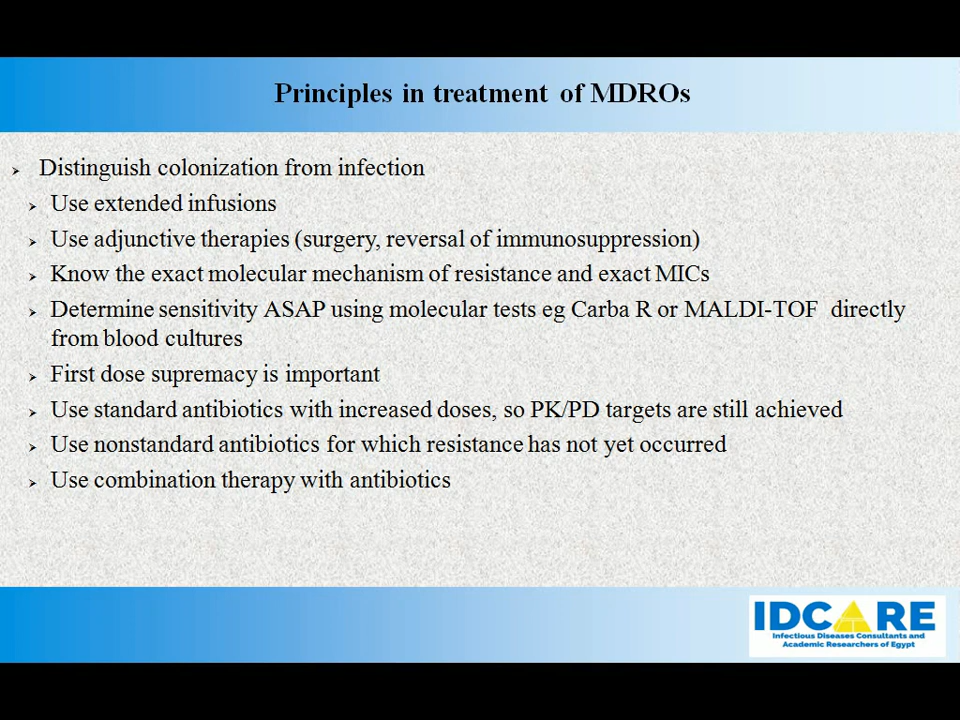 Principles in treatment of MDROs
Distinguish colonization from infection
Use extended infusions
Use adjunctive therapies (surgery, reversal of immunosuppression)
Know the exact molecular mechanism of resistance and exact MICs
Determine sensitivity ASAP using molecular tests eg Carba R or MALDI-TOF directly
from blood cultures
First dose supremacy is important
Use standard antibiotics with increased doses, so PK/PD targets are still achieved
Use nonstandard antibiotics for which resistance has not yet occurred
Use combination therapy with antibiotics
IDCARE
Infectious Diseases Consultants and
Academic Researchers of Egypt